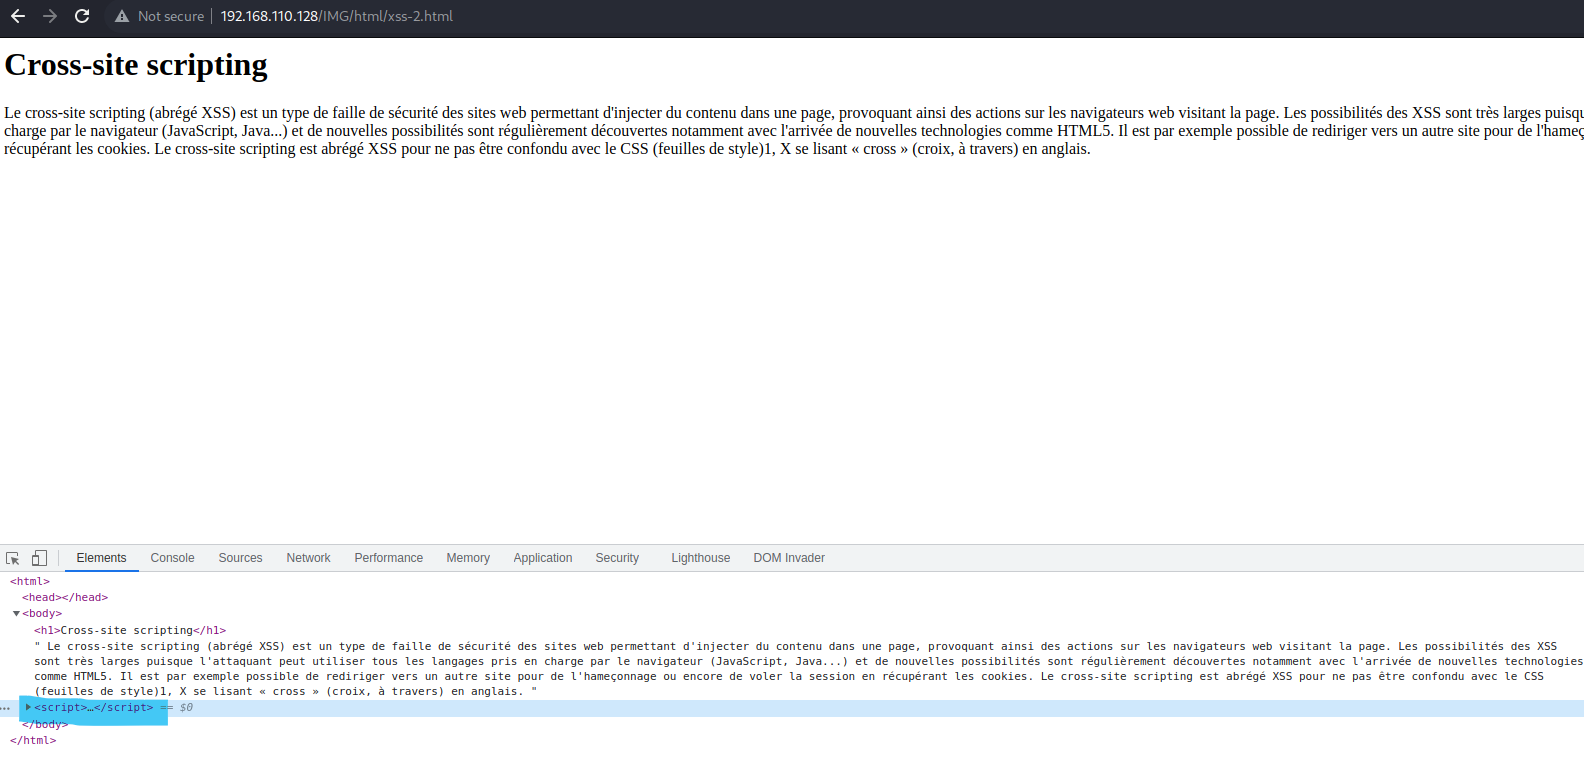 Not secure | 192.168.110.128/IMG/html/xss-2.html
Cross-site scripting
Le cross-site scripting (abrégé XSS) est un type de faille de sécurité des sites web permettant d'injecter du contenu dans une page, provoquant ainsi des actions sur les navigateurs web visitant la page. Les possibilités des XSS sont très larges puisqu
charge par le navigateur (JavaScript, Java...) et de nouvelles possibilités sont régulièrement découvertes notamment avec l'arrivée de nouvelles technologies comme HTML5. Il est par exemple possible de rediriger vers un autre site pour de l'hameç
récupérant les cookies. Le cross-site scripting est abrégé XSS pour ne pas être confondu avec le CSS (feuilles de style)1, X se lisant « cross » (croix, à travers) en anglais.
Elements Console Sources Network Performance Memory Application Security Lighthouse DOM Invader
<html>
<head></head>
<body>
<h1>Cross-site scripting</h1>
" Le cross-site scripting (abrégé XSS) est un type de faille de sécurité des sites web permettant d'injecter du contenu dans une page, provoquant ainsi des actions sur les navigateurs web visitant la page. Les possibilités des XSS
sont très larges puisque l'attaquant peut utiliser tous les langages pris en charge par le navigateur (JavaScript, Java...) et de nouvelles possibilités sont régulièrement découvertes notamment avec l'arrivée de nouvelles technologies
comme HTML5. Il est par exemple possible de rediriger vers un autre site pour de l'hameçonnage ou encore de voler la session en récupérant les cookies. Le cross-site scripting est abrégé XSS pour ne pas être confondu avec le CSS
(feuilles de style)1, X se lisant « cross » (croix, à travers) en anglais. "
<script>…</script> == $0
</body>
</html>